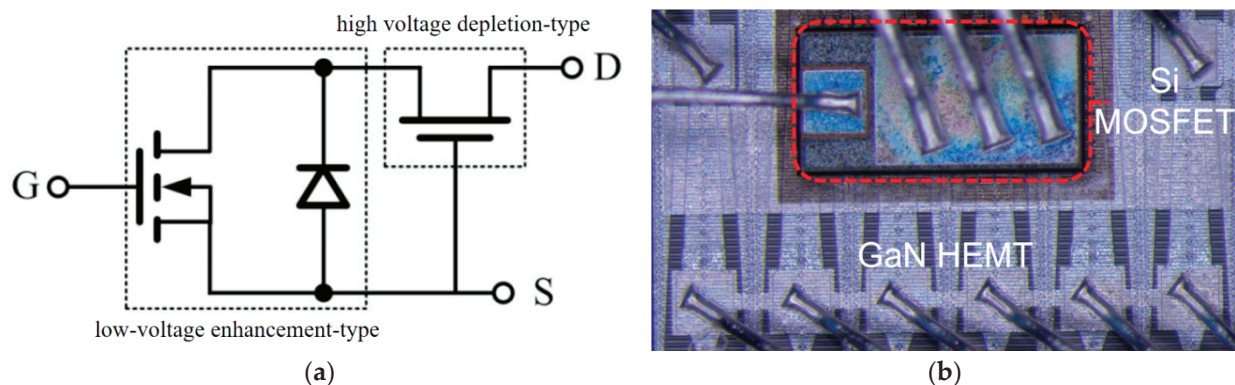 high voltage depletion-type
D
G
S
low-voltage enhancement-type
(a)
Si
MOSFET
GaN HEMT
(b)